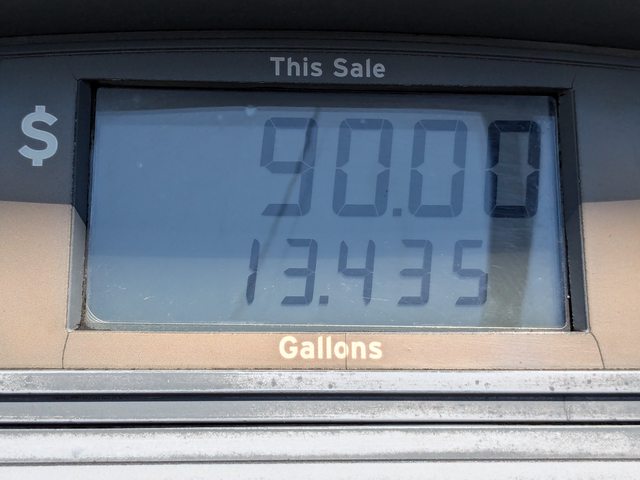 This Sale
$ 90.00
13.435
Gallons